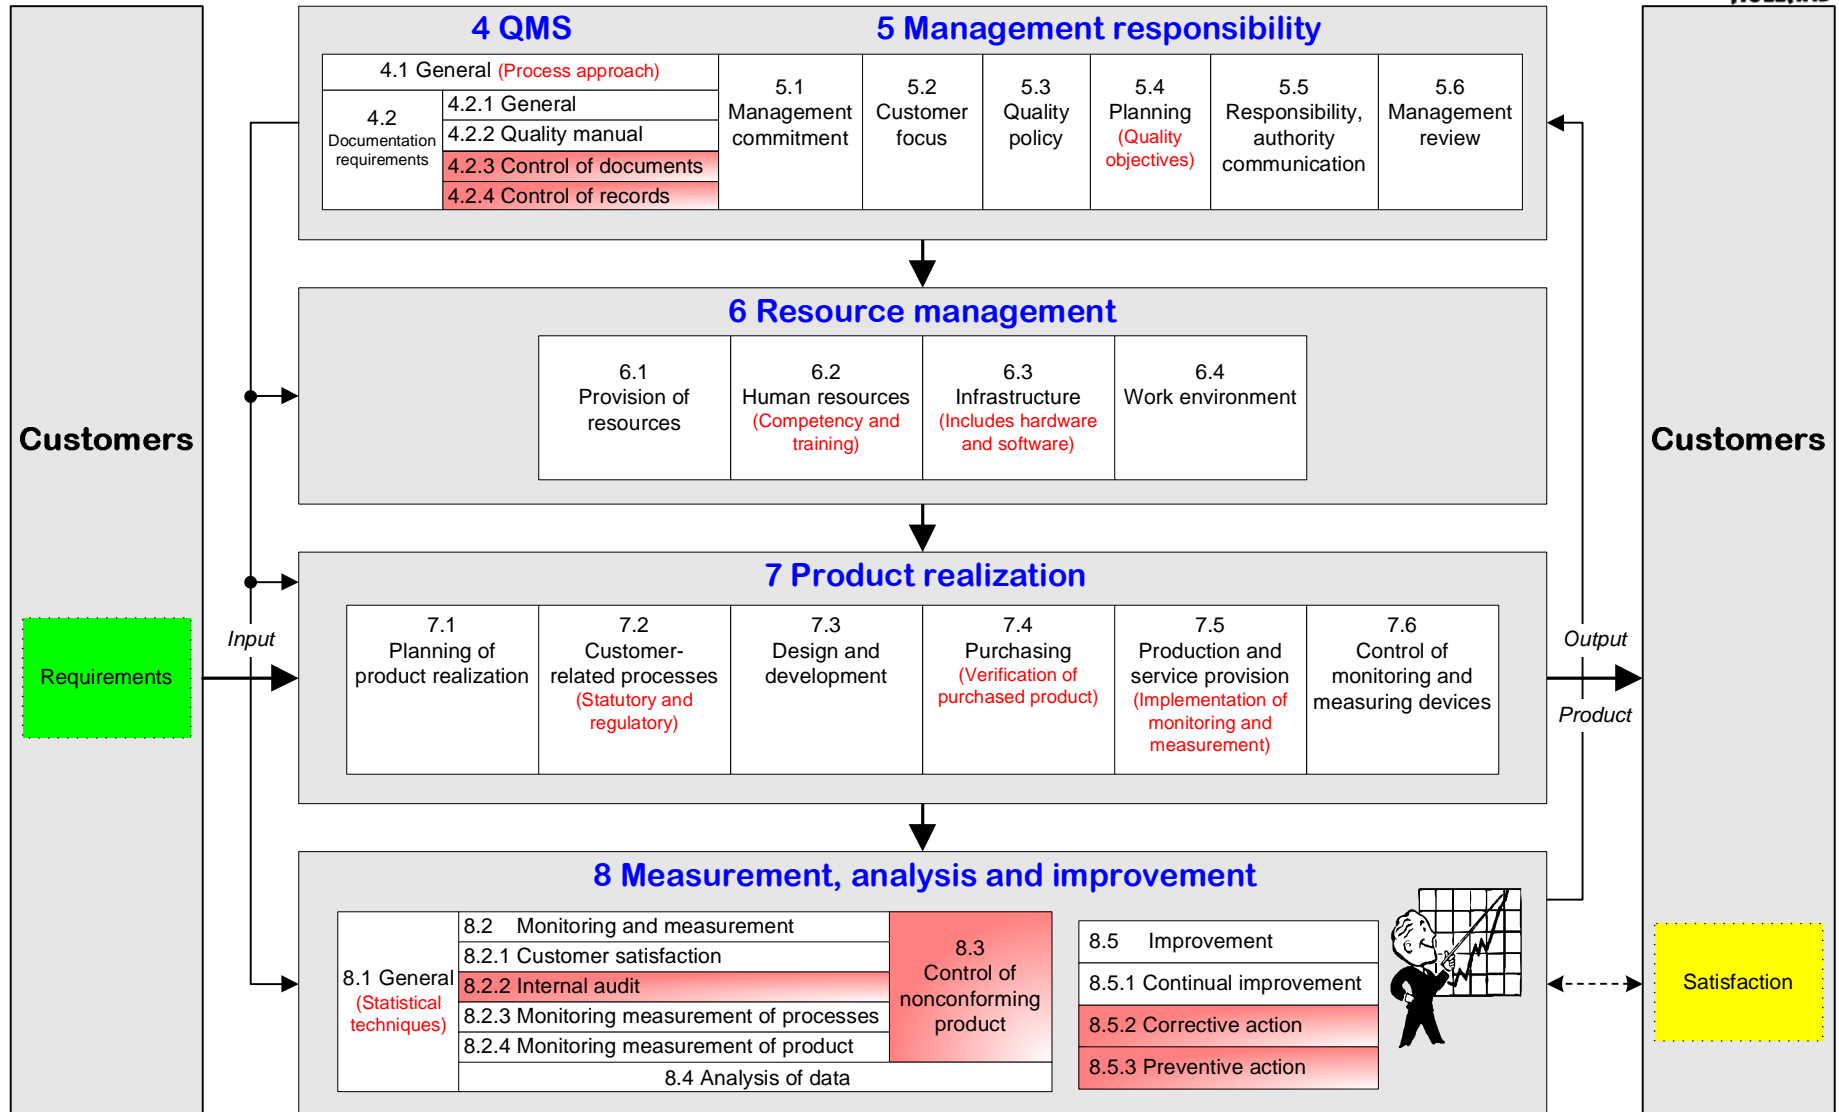 4 QMS
5 Management responsibility
4.1 General (Process approach)
4.2
Documentation
requirements
4.2.1 General
4.2.2 Quality manual
4.2.3 Control of documents
4.2.4 Control of records
5.1
Management
commitment
5.2
Customer
focus
5.3
Quality
policy
5.4
Planning
(Quality
objectives)
5.5
Responsibility,
authority
communication
5.6
Management
review
6 Resource management
6.1
Provision of
resources
6.2
Human resources
(Competency and
training)
6.3
Infrastructure
(Includes hardware
and software)
6.4
Work environment
Customers
Customers
7 Product realization
7.1
Planning of
product realization
7.2
Customer-
related processes
(Statutory and
regulatory)
7.3
Design and
development
7.4
Purchasing
(Verification of
purchased product)
7.5
Production and
service provision
(Implementation of
monitoring and
measurement)
7.6
Control of
monitoring and
measuring devices
Requirements
Input
Output
Product
8 Measurement, analysis and improvement
8.1 General
(Statistical
techniques)
8.2 Monitoring and measurement
8.2.1 Customer satisfaction
8.2.2 Internal audit
8.2.3 Monitoring measurement of processes
8.2.4 Monitoring measurement of product
8.3
Control of
nonconforming
product
8.4 Analysis of data
8.5 Improvement
8.5.1 Continual improvement
8.5.2 Corrective action
8.5.3 Preventive action
Satisfaction